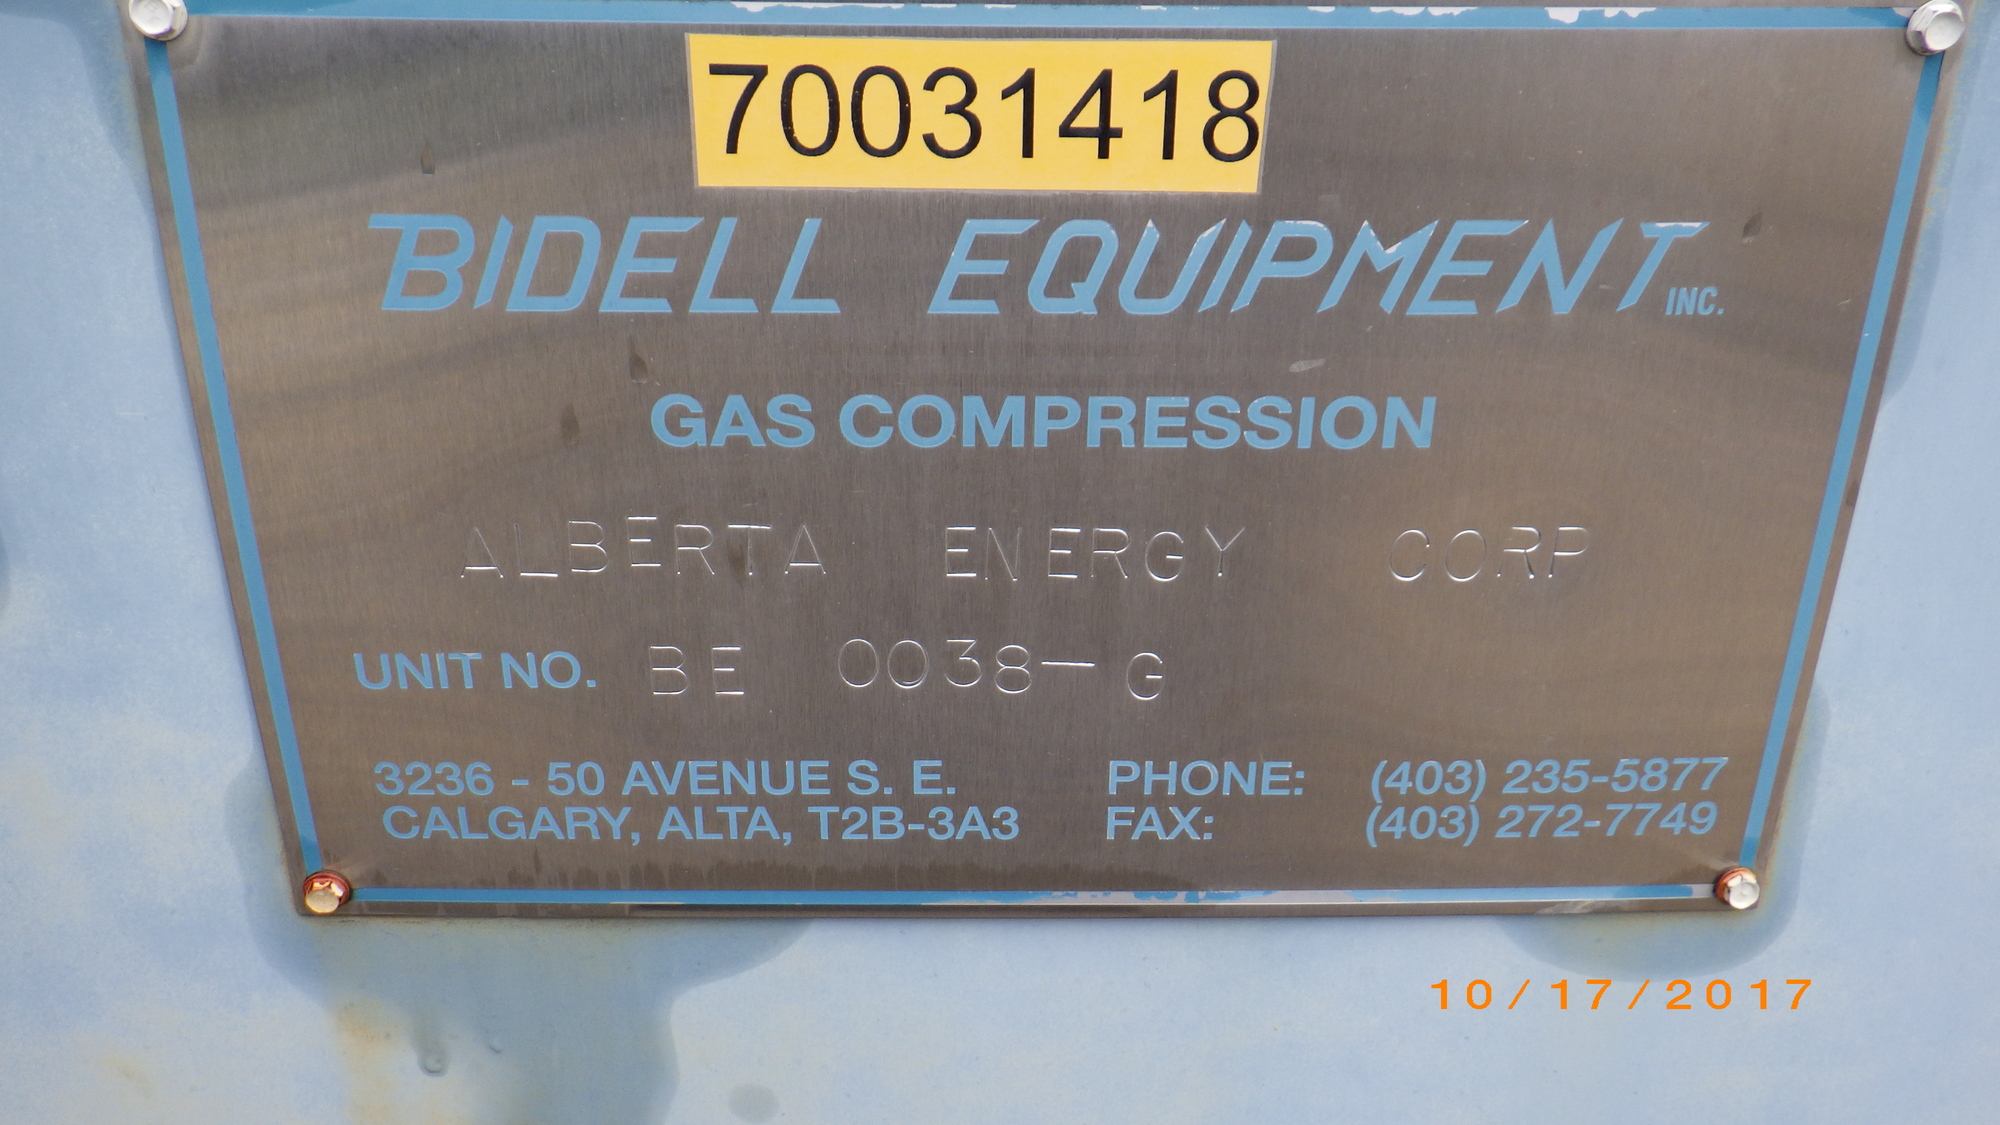 70031418
BIDELL EQUIPMENT INC.
GAS COMPRESSION
ALBERTA ENERGY CORP
UNIT NO. BE 0038-G
3236 - 50 AVENUE S. E. PHONE: (403) 235-5877
CALGARY, ALTA, T2B-3A3 FAX: (403) 272-7749
10/17/2017